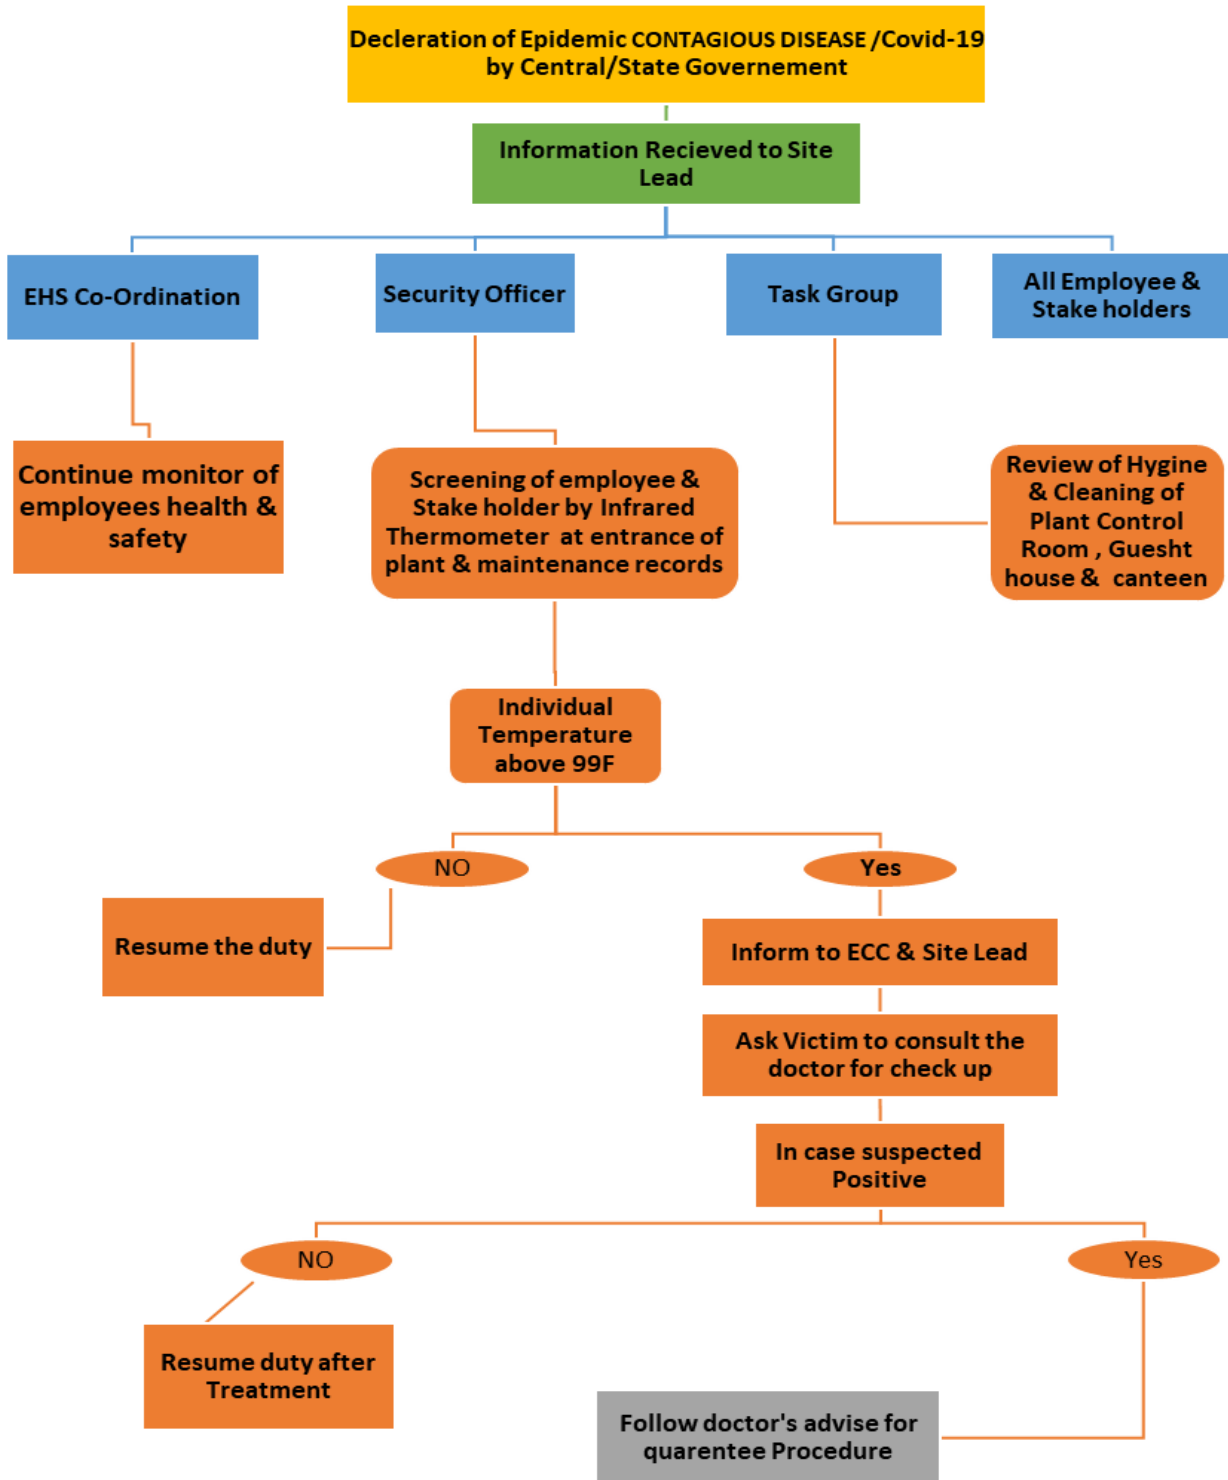 Decleration of Epidemic CONTAGIOUS DISEASE /Covid-19
by Central/State Governement
Information Recieved to Site
Lead
EHS Co-Ordination
Security Officer
Task Group
All Employee &
Stake holders
Continue monitor of
employees health &
safety
Screening of employee &
Stake holder by Infrared
Thermometer at entrance of
plant & maintenance records
Review of Hygine
& Cleaning of
Plant Control
Room , Guesht
house & canteen
Individual
Temperature
above 99F
NO
Yes
Resume the duty
Inform to ECC & Site Lead
Ask Victim to consult the
doctor for check up
In case suspected
Positive
NO
Yes
Resume duty after
Treatment
Follow doctor's advise for
quarentee Procedure